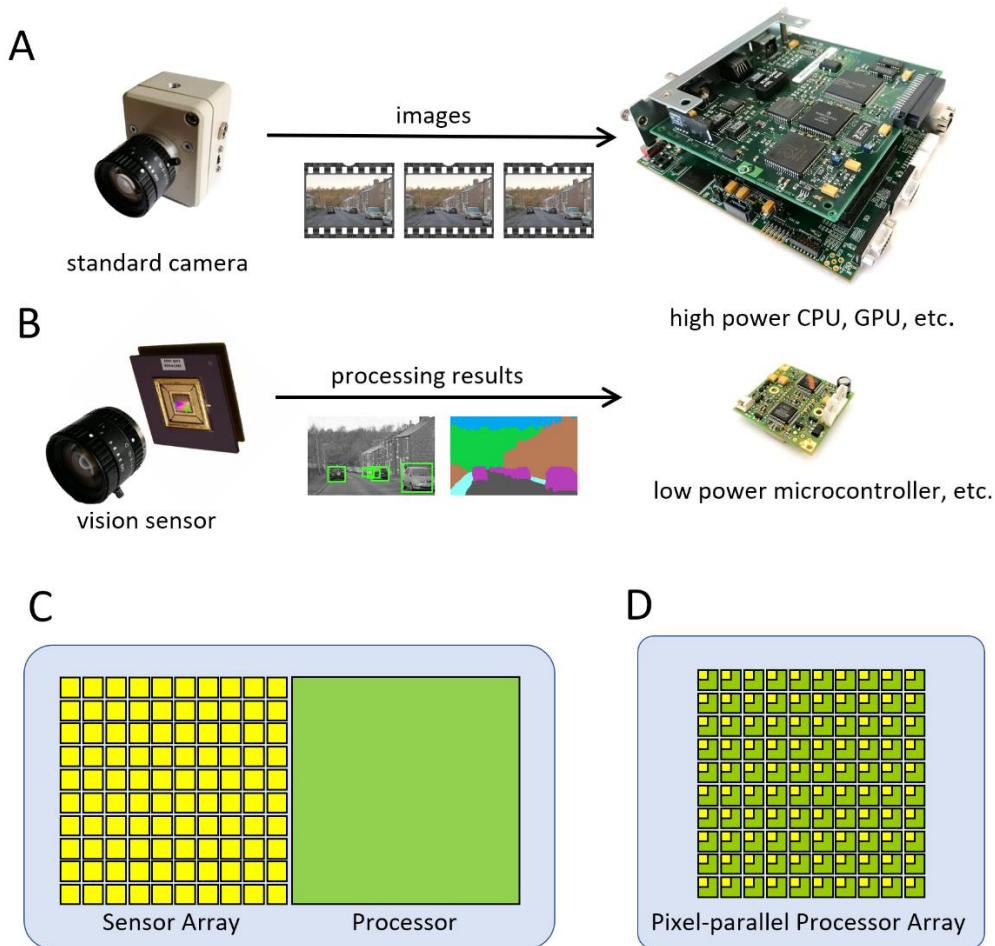 A
images
standard camera
high power CPU, GPU, etc.
B
processing results
vision sensor
low power microcontroller, etc.
C
D
Sensor Array
Processor
Pixel-parallel Processor Array